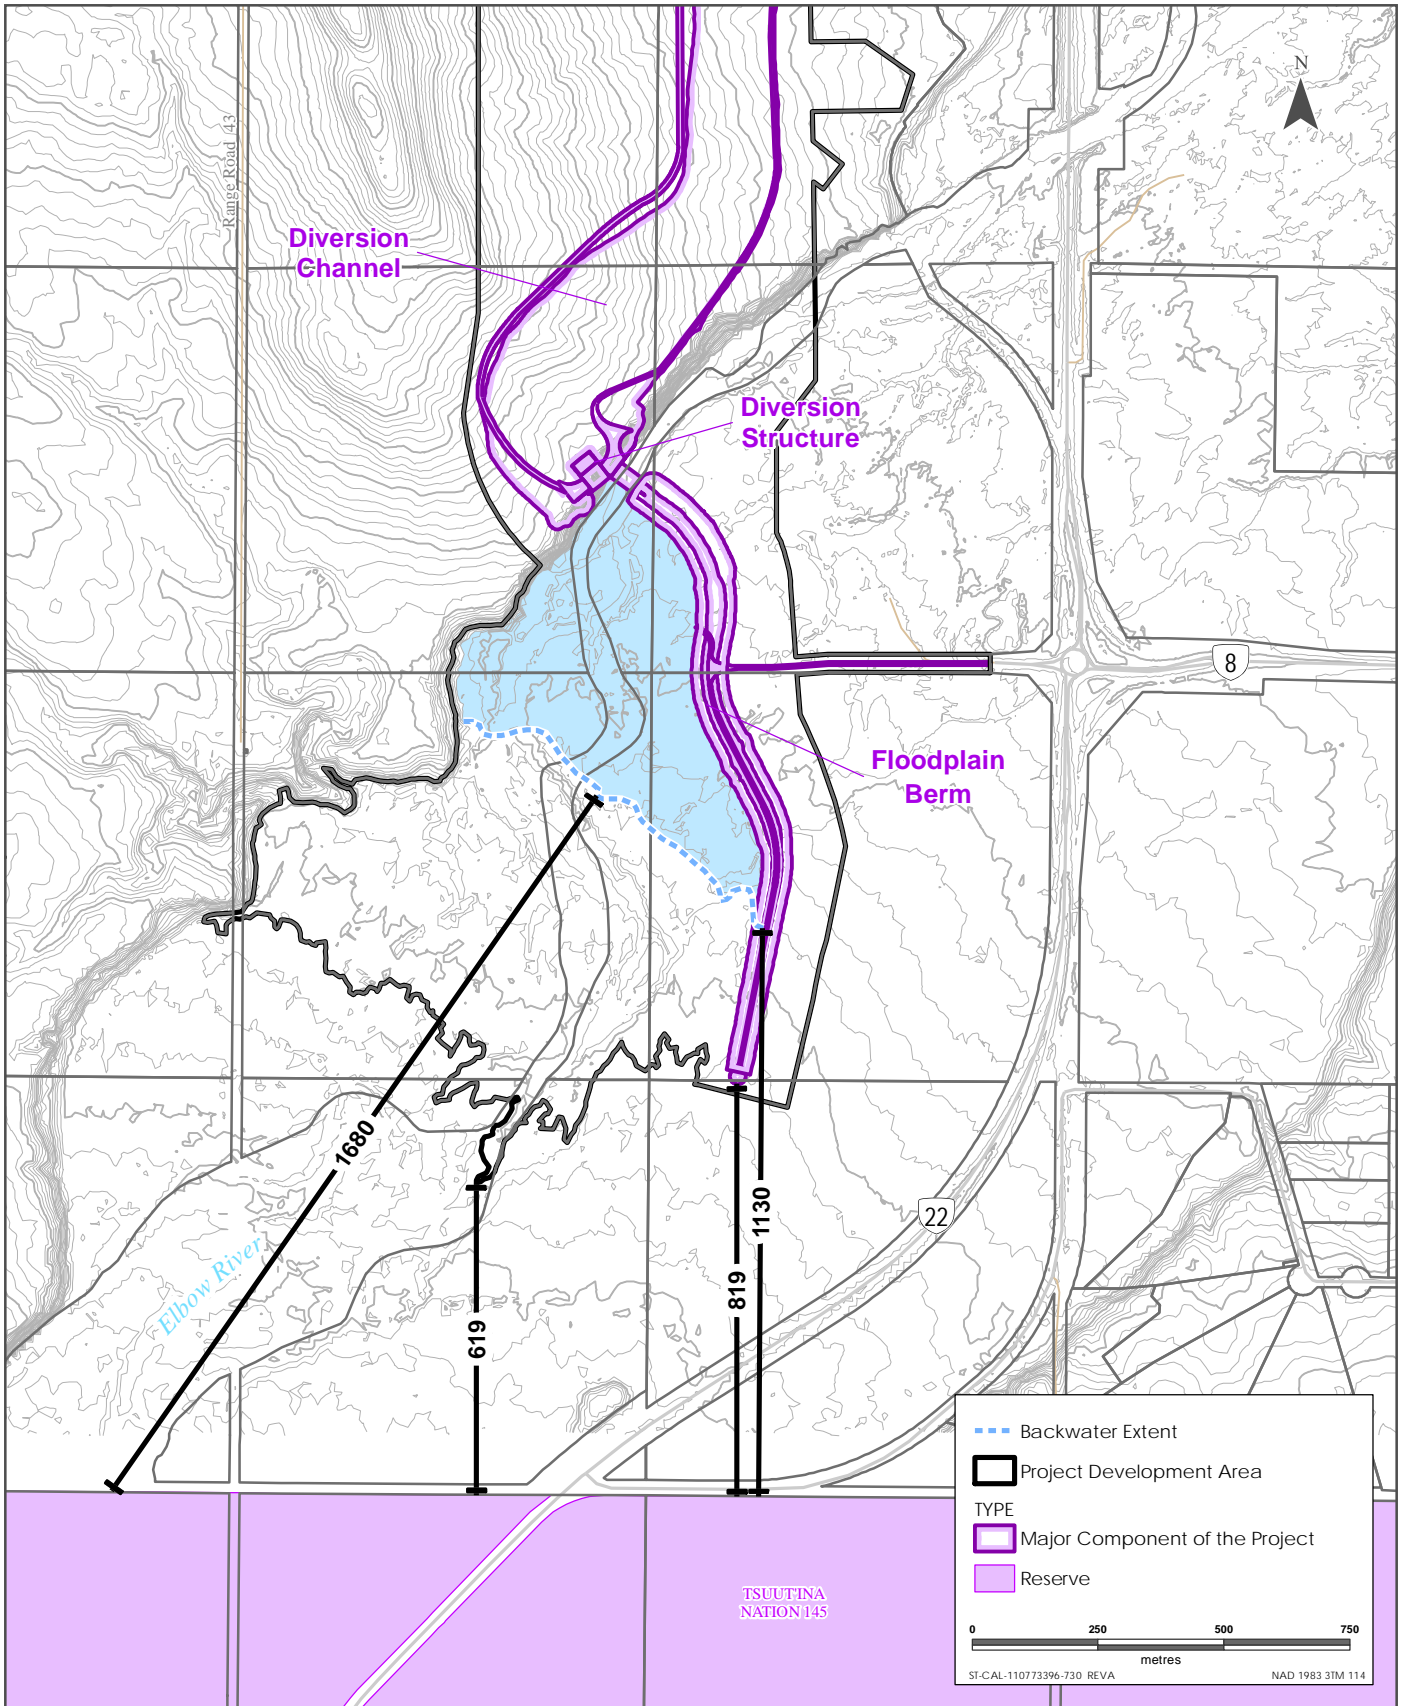 N
Range Road 43
Diversion
Channel
Diversion
Structure
8
Floodplain
Berm
1680
1130
22
Elbow River
819
619
Backwater Extent
Project Development Area
TYPE
Major Component of the Project
Reserve
TSUUT'INA
NATION 145
0 250 500 750
metres
ST-CAL-110773396-730 REVA
NAD 1983 3TM 114